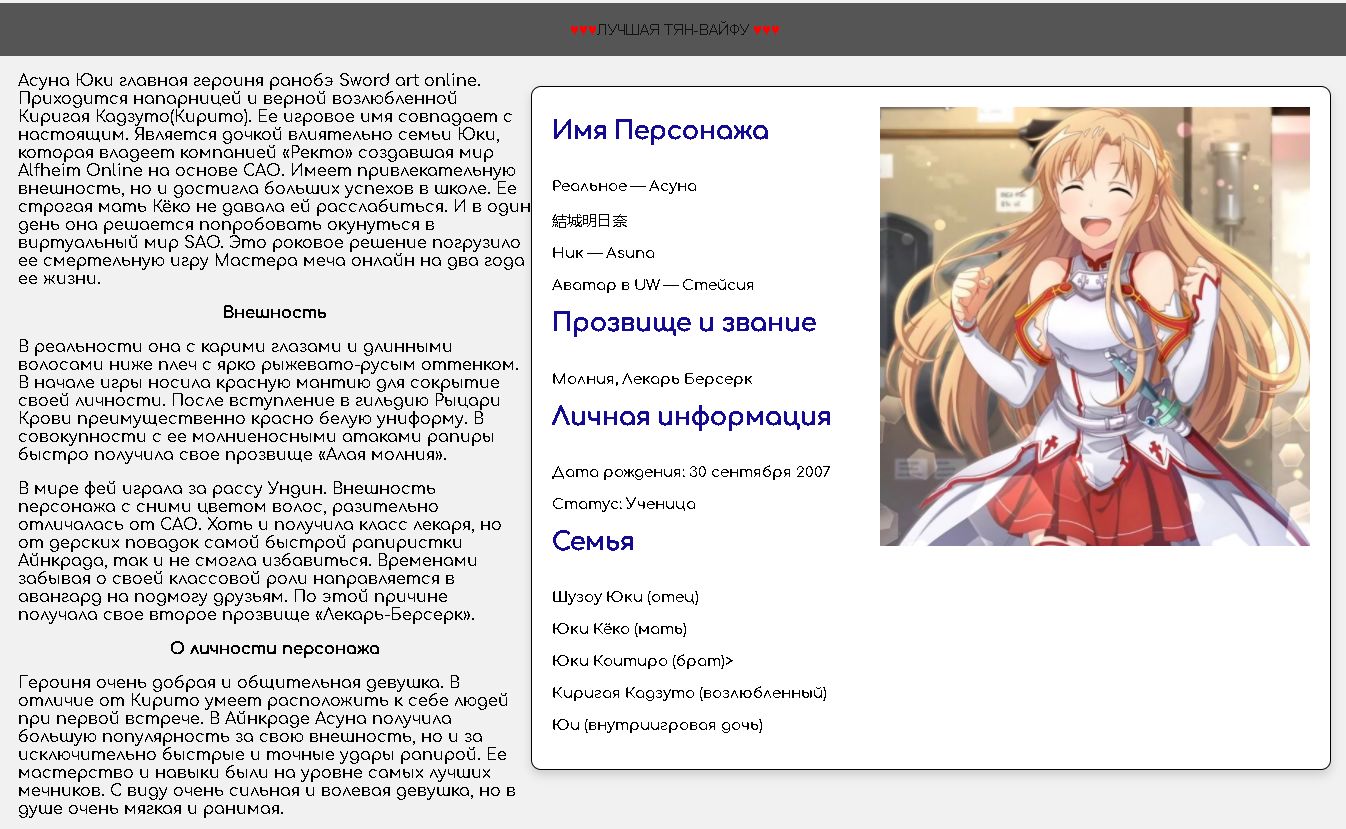 ♥♥♥ЛУЧШАЯ ТЯН-ВАЙФУ ♥♥♥
Асуна Юки главная героиня ранобэ Sword art online.
Приходится напарницей и верной возлюбленной
Киригая Кадзуто(Кирито). Ее игровое имя совпадает с
настоящим. Является дочкой влиятельно семьи Юки,
которая владеет компанией «Ректо» создавшая мир
Alfheim Online на основе САО. Имеет привлекательную
внешность, но и достигла больших успехов в школе. Ее
строгая мать Кёко не давала ей расслабиться. И в один
день она решается попробовать окунуться в
виртуальный мир SAO. Это роковое решение погрузило
ее смертельную игру Мастера меча онлайн на два года
ее жизни.
Внешность
В реальности она с карими глазами и длинными
волосами ниже плеч с ярко рыжевато-русым оттенком.
В начале игры носила красную мантию для сокрытие
своей личности. После вступление в гильдию Рыцари
Крови преимущественно красно белую униформу. В
совокупности с ее молниеносными атаками рапиры
быстро получила свое прозвище «Алая молния».
В мире фей играла за рассу Ундин. Внешность
персонажа с сними цветом волос, разительно
отличалась от САО. Хоть и получила класс лекаря, но
от дерских повадок самой быстрой рапиристки
Айнкрада, так и не смогла избавиться. Временами
забывая о своей классовой роли направляется в
авангард на подмогу друзьям. По этой причине
получала свое второе прозвище «Лекарь-Берсерк».
О личности персонажа
Героиня очень добрая и общительная девушка. В
отличие от Кирито умеет расположить к себе людей
при первой встрече. В Айнкраде Асуна получила
большую популярность за свою внешность, но и за
исключительно быстрые и точные удары рапирой. Ее
мастерство и навыки были на уровне самых лучших
мечников. С виду очень сильная и волевая девушка, но в
душе очень мягкая и ранимая.
Имя Персонажа
Реальное — Асуна
結城明日奈
Ник — Asuna
Аватар в UW — Стейсия
Прозвище и звание
Молния, Лекарь Берсерк
Личная информация
Дата рождения: 30 сентября 2007
Статус: Ученица
Семья
Шузоу Юки (отец)
Юки Кёко (мать)
Юки Коитиро (брат)>
Киригая Кадзуто (возлюбленный)
Юи (внутриигровая дочь)